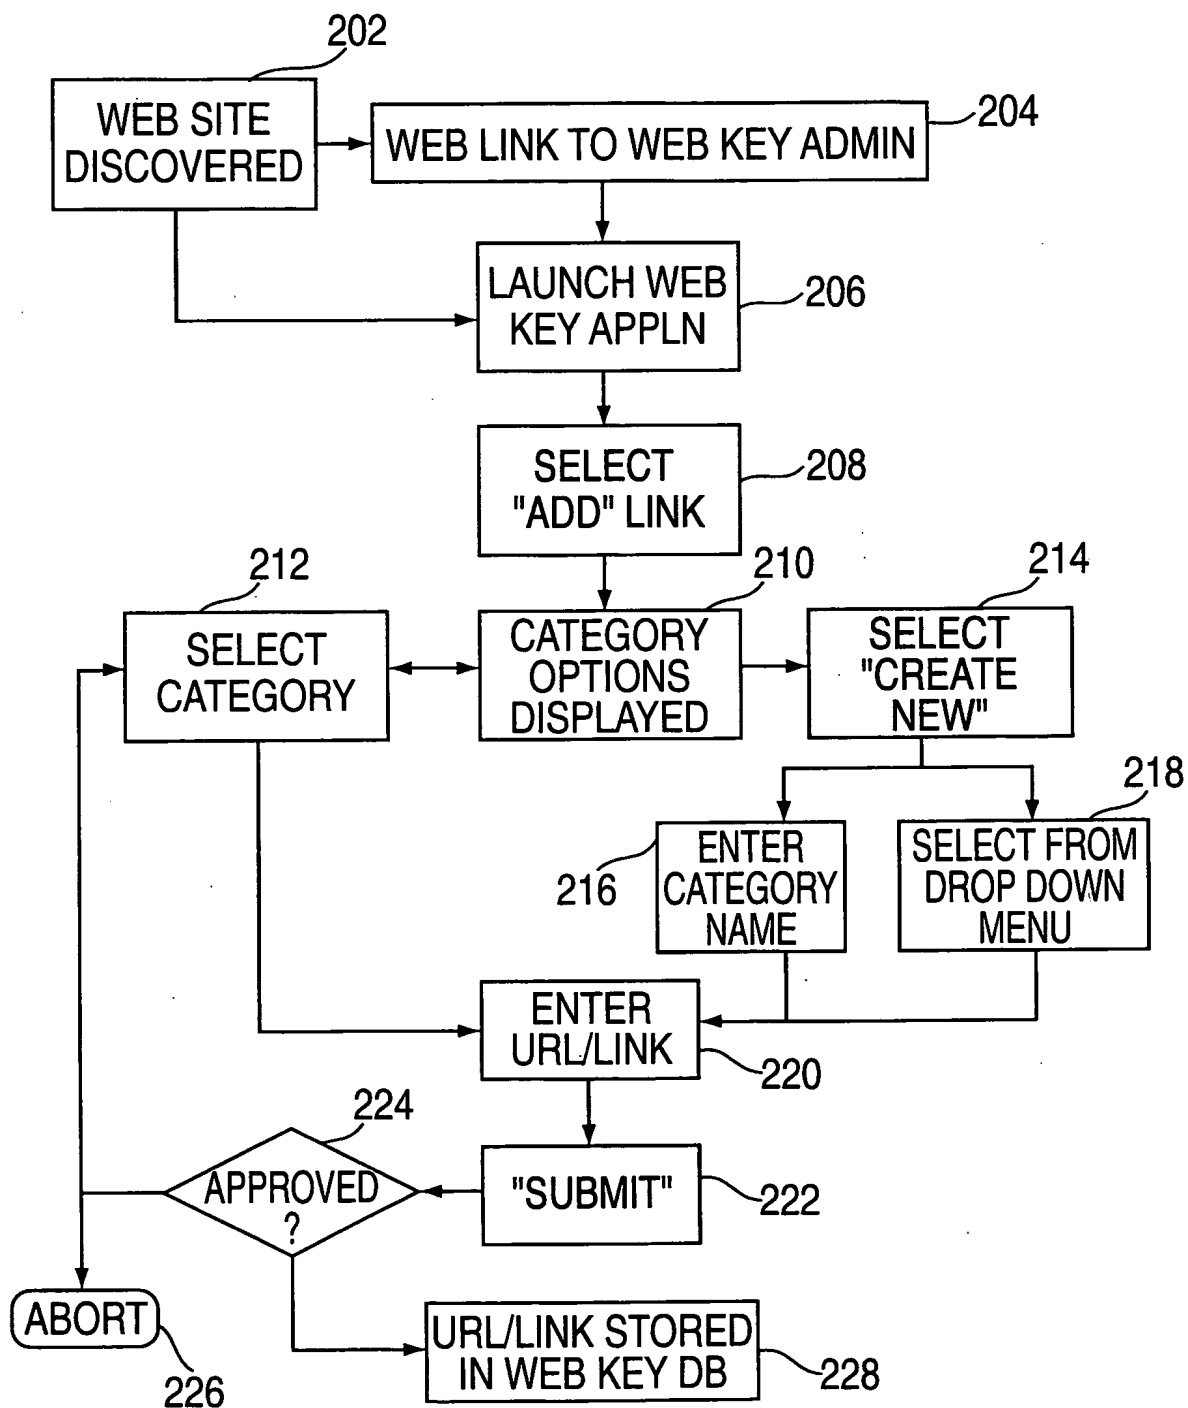 202
WEB SITE
DISCOVERED
204
WEB LINK TO WEB KEY ADMIN
LAUNCH WEB
KEY APPLN
206
SELECT
"ADD" LINK
208
212
SELECT
CATEGORY
210
CATEGORY
OPTIONS
DISPLAYED
214
SELECT
"CREATE
NEW"
216
ENTER
CATEGORY
NAME
218
SELECT FROM
DROP DOWN
MENU
ENTER
URL/LINK
220
224
APPROVED
?
"SUBMIT"
222
ABORT
226
URL/LINK STORED
IN WEB KEY DB
228